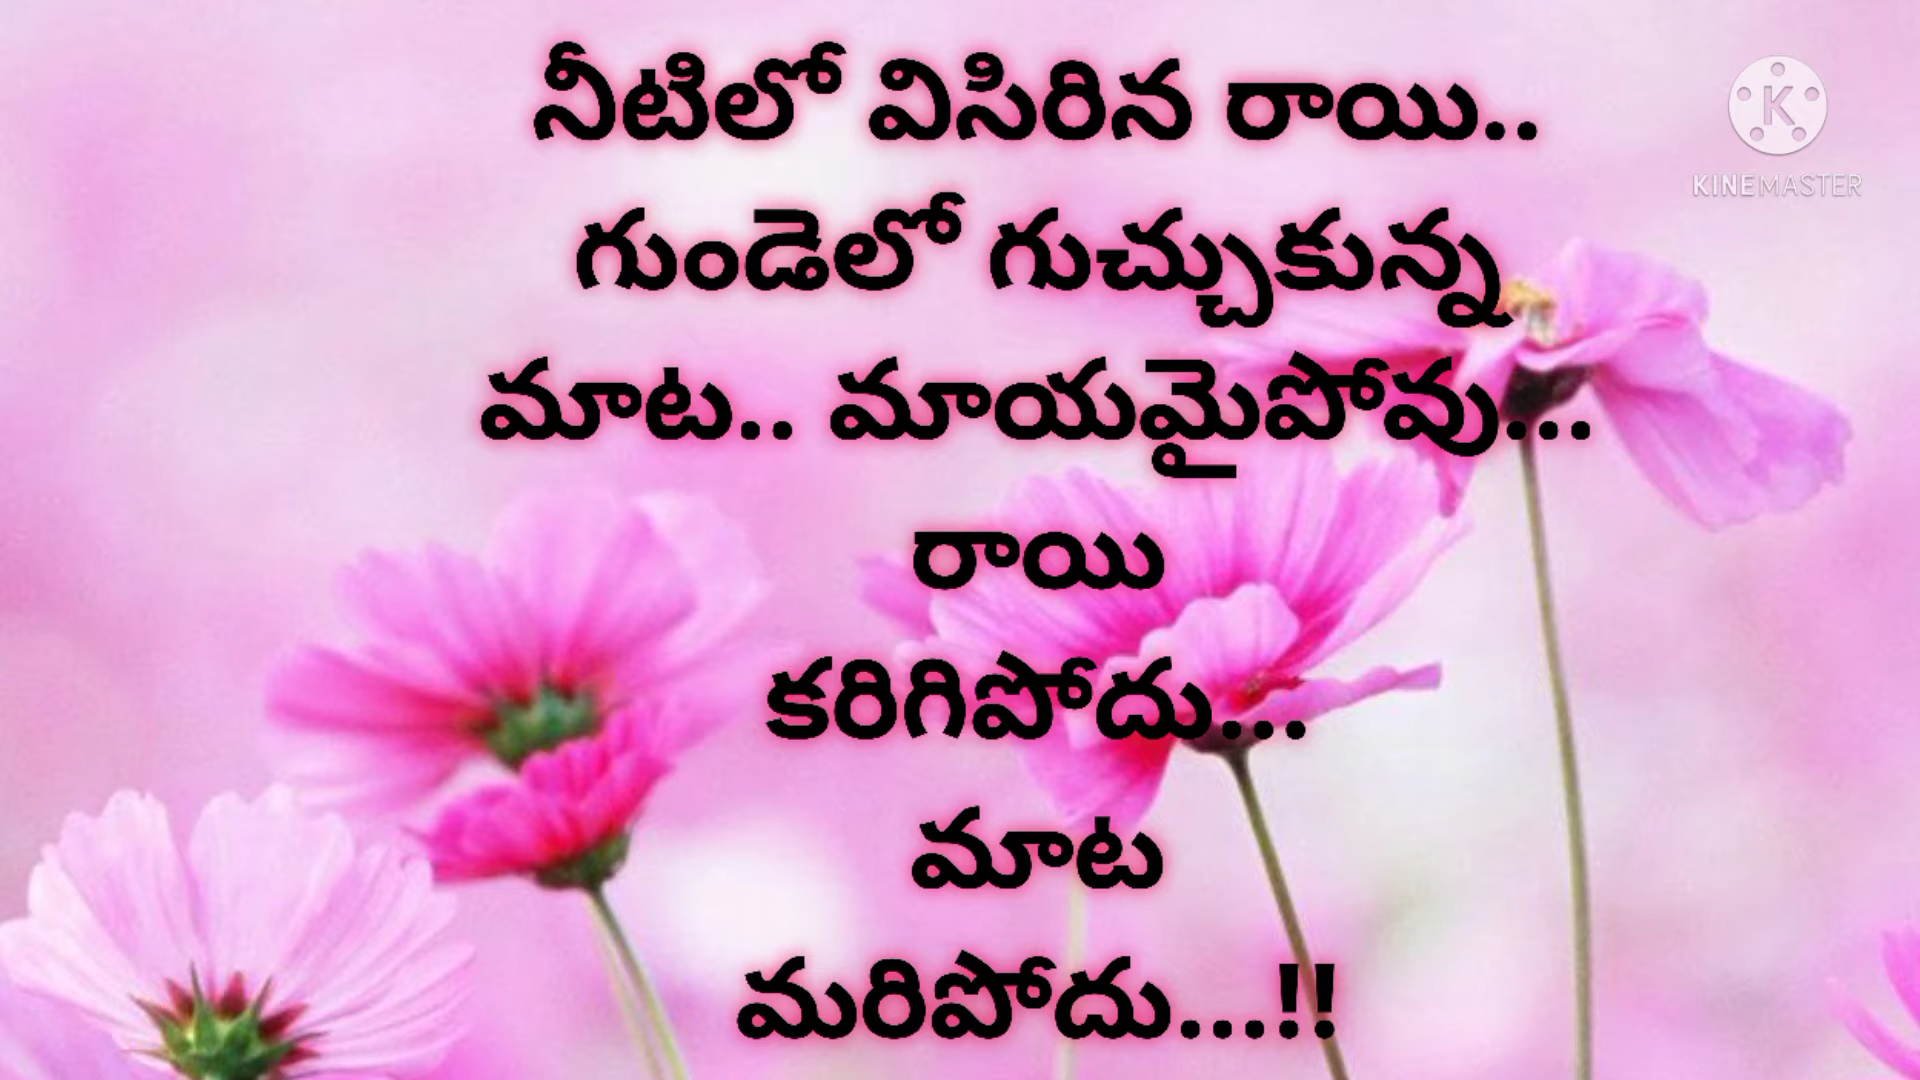 నీటిలో విసిరిన రాయి..
KINEMASTER
గుండెలో గుచ్చుకున్న
మాట.. మాయమైపోవు...
రాయి
కరిగిపోదు...
మాట
మరిపోదు...!!